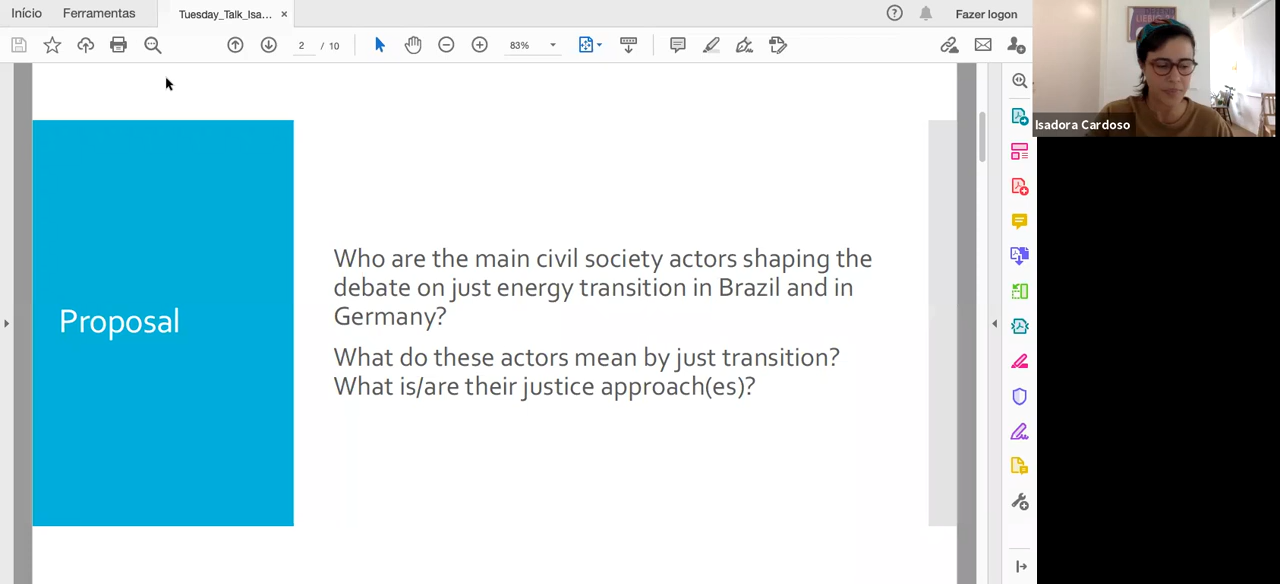 Início
Ferramentas
Tuesday_Talk_Isa...
Fazer logon
2 / 10
83%
Isadora Cardoso
Proposal
Who are the main civil society actors shaping the
debate on just energy transition in Brazil and in
Germany?
What do these actors mean by just transition?
What is/are their justice approach(es)?